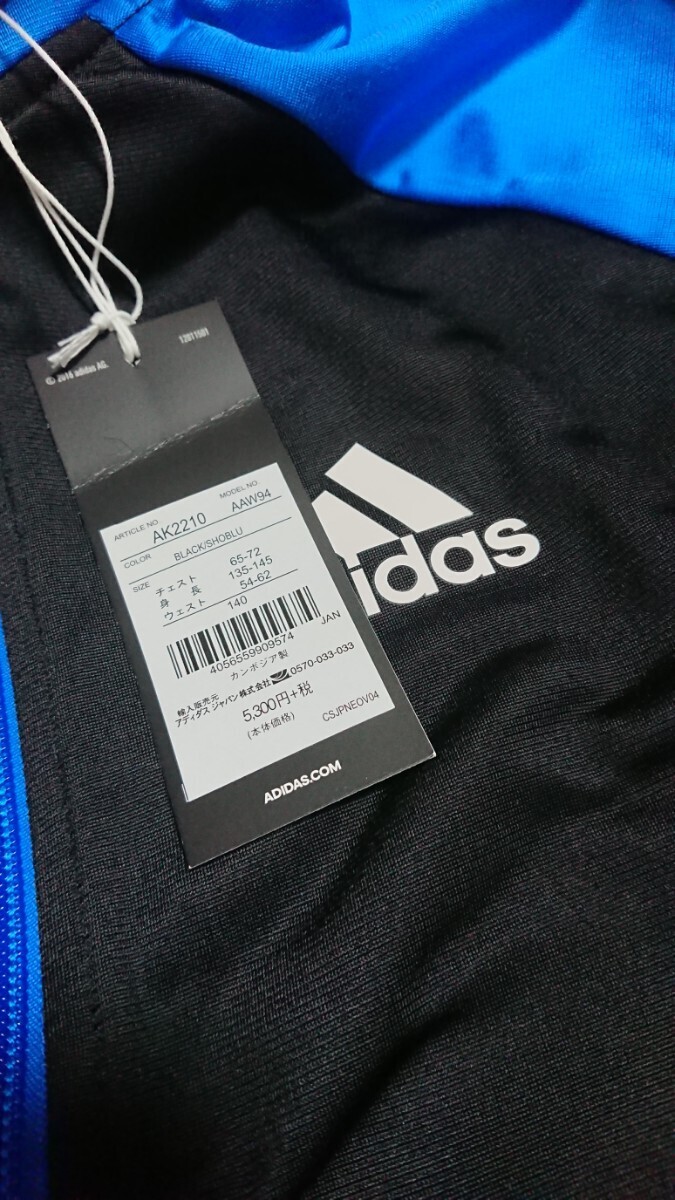 © 2016 adidas AG.
12011501
ARTICLE NO AK2210
MODEL NO. AAW94
COLOR BLACK/SHOBLU
SIZE チェスト 65-72
身 長 135-145
ウェスト 54-62
140
4056559909574 JAN
カンボジア製
輸入販売元
アディダス ジャパン株式会社 0570-033-033
5,300円+税
(本体価格)
CSJPNEOV04
ADIDAS.COM
idas